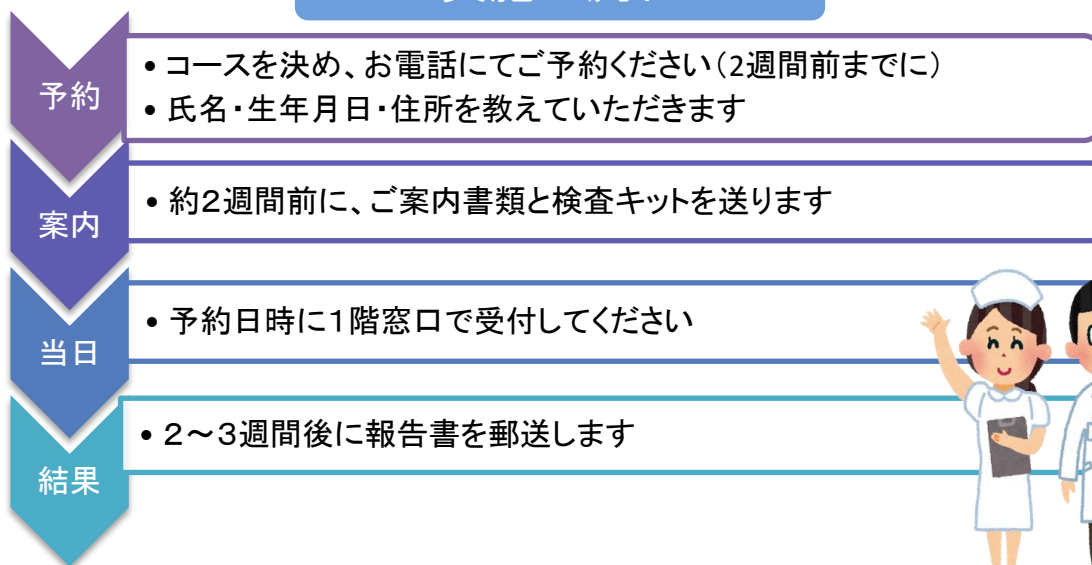 予約
• コースを決め、お電話にてご予約ください（2週間前までに）
• 氏名・生年月日・住所を教えていただきます
案内
• 約２週間前に、ご案内書類と検査キットを送ります
当日
• 予約日時に１階窓口で受付してください
結果
• ２～３週間後に報告書を郵送します